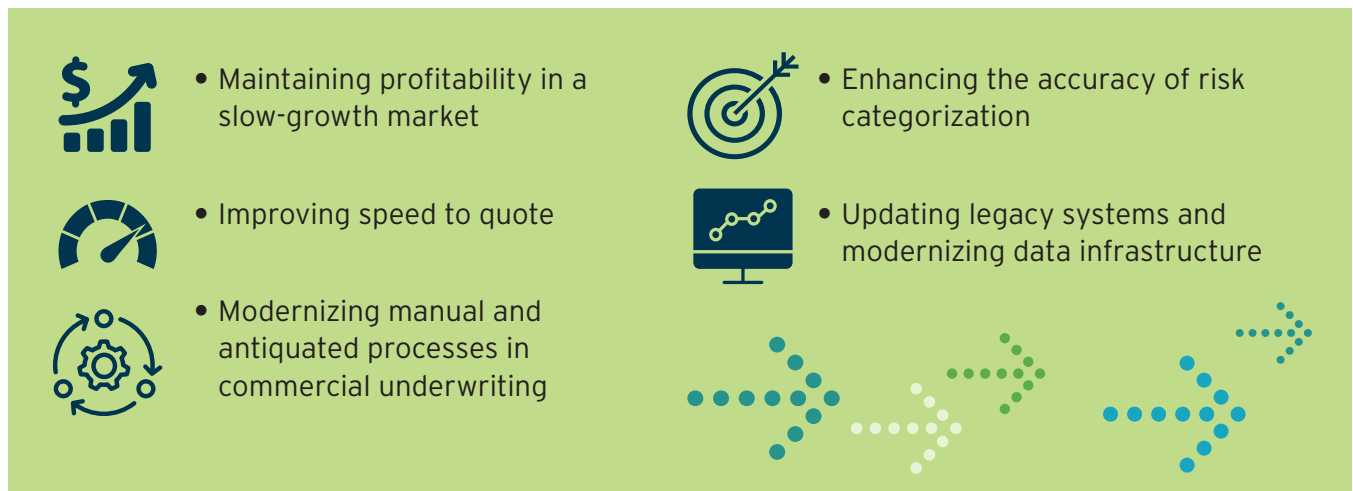 • Maintaining profitability in a
slow-growth market
• Improving speed to quote
• Modernizing manual and
antiquated processes in
commercial underwriting
• Enhancing the accuracy of risk
categorization
• Updating legacy systems and
modernizing data infrastructure